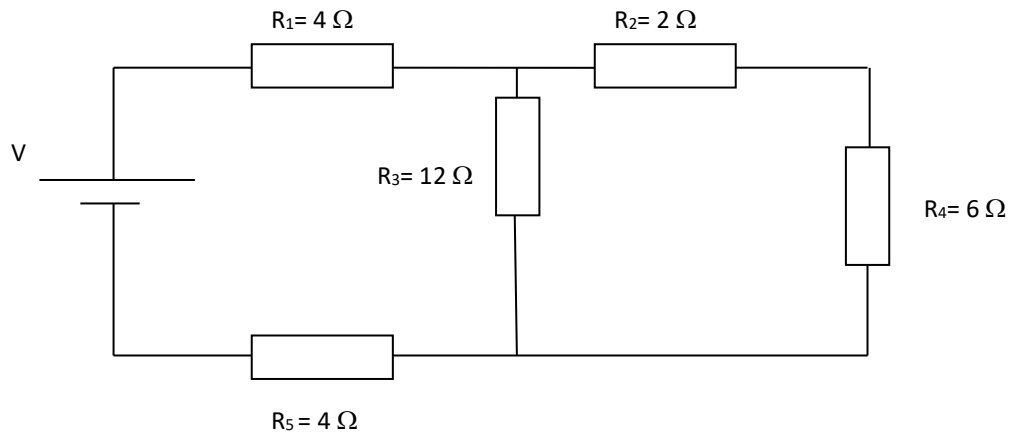 R₁= 4 Ω
R₂= 2 Ω
V
R₃= 12 Ω
R₄= 6 Ω
R₅ = 4 Ω